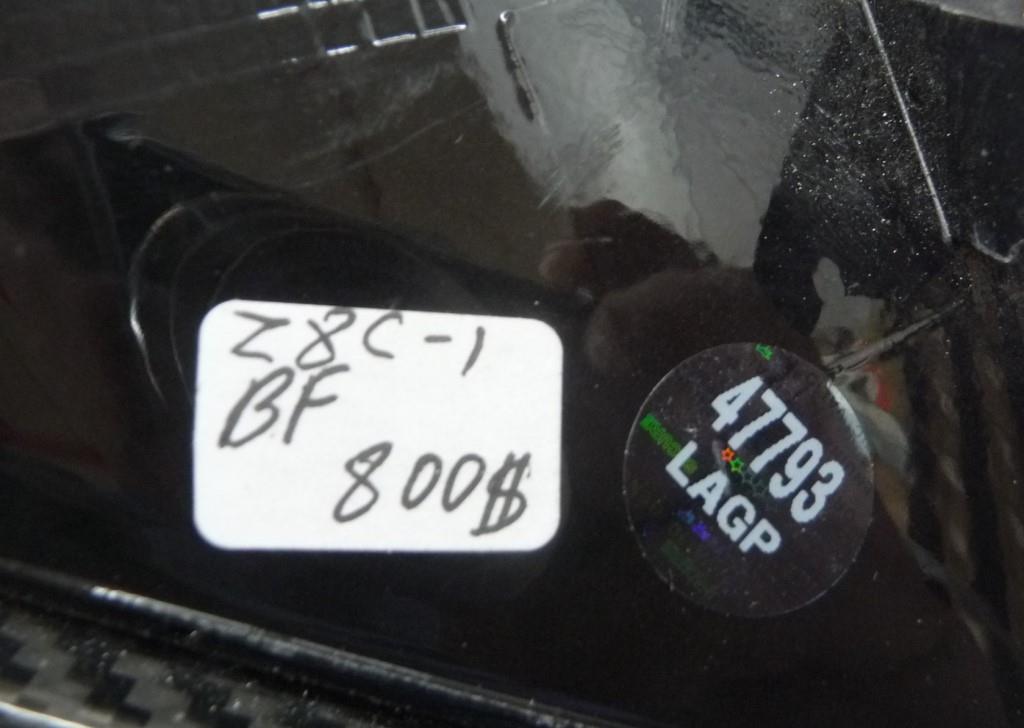 Z8C-1
BF
800$
47793
LAGP